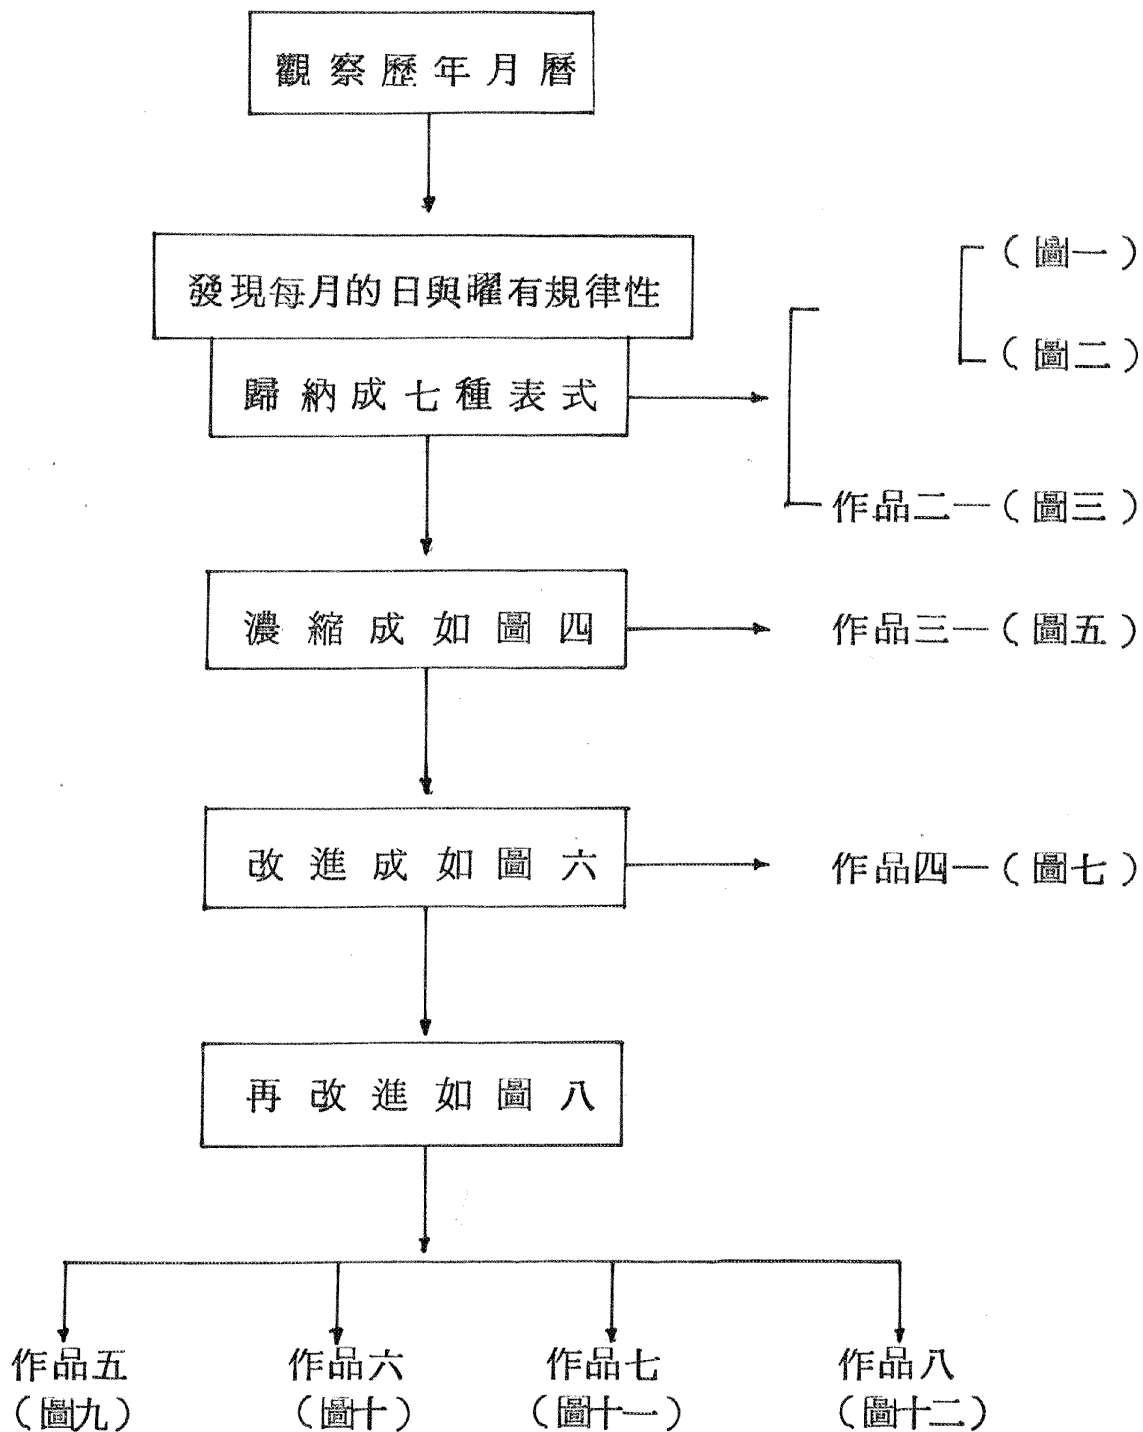 觀察歷年月曆
發現每月的日與曜有規律性
（圖一）
（圖二）
歸納成七種表式
作品二—（圖三）
濃縮成如圖四
作品三—（圖五）
改進成如圖六
作品四—（圖七）
再改進如圖八
作品五
（圖九）
作品六
（圖十）
作品七
（圖十一）
作品八
（圖十二）